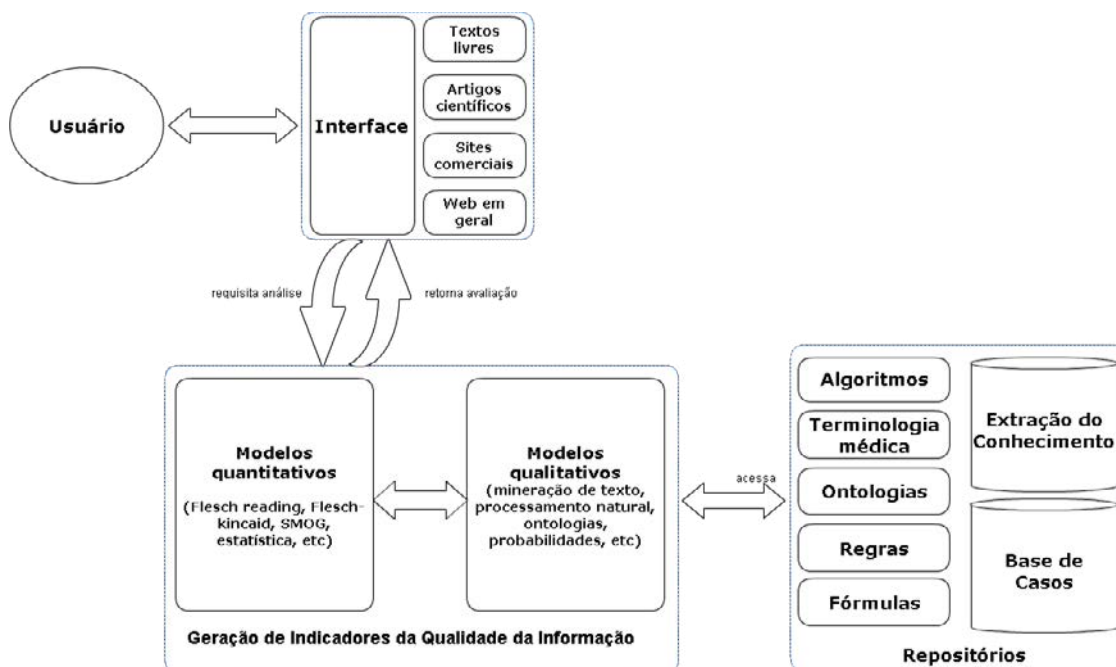 Usuário
Interface
Textos
livres
Artigos
científicos
Sites
comerciais
Web em
geral
requisita análise
retorna avaliação
Modelos
quantitativos
(Flesch reading, Flesch-
kincaid, SMOG,
estatística, etc)
Modelos
qualitativos
(mineração de texto,
processamento natural,
ontologias,
probabilidades, etc)
Geração de Indicadores da Qualidade da Informação
acessa
Algoritmos
Terminologia
médica
Ontologias
Regras
Fórmulas
Extração do
Conhecimento
Base de
Casos
Repositórios